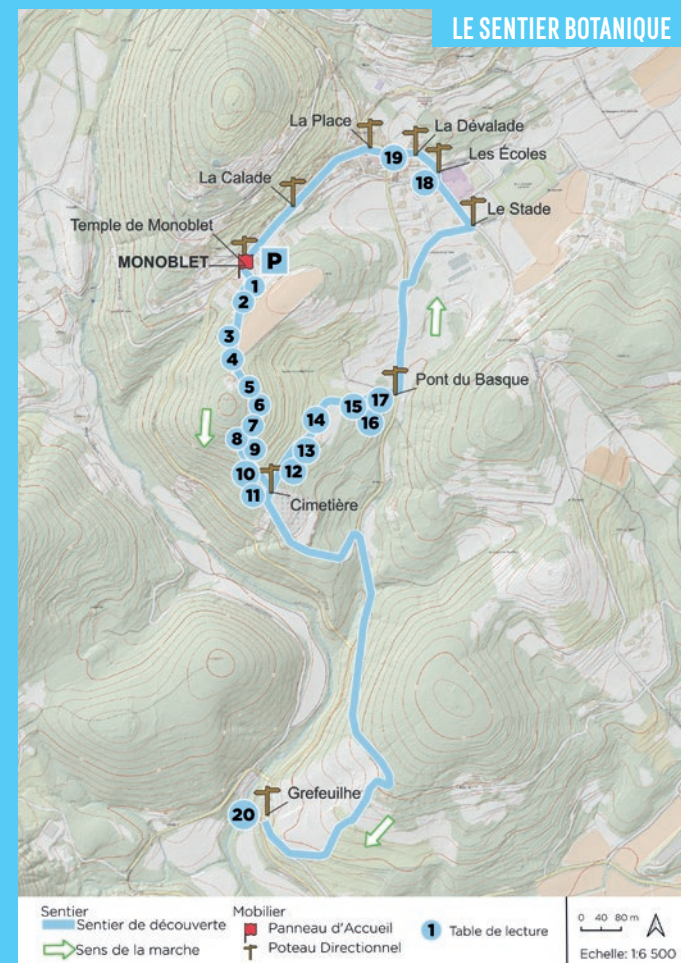 LE SENTIER BOTANIQUE
La Place
La Dévalade
19
Les Écoles
18
La Calade
Le Stade
Temple de Monoblet
MONOBLET
P
1
2
3
4
5
6
7
8
9
10
11
Pont du Basque
17
15
16
14
13
12
Cimetière
Grefeuilhe
20
Sentier
Sentier de découverte
Sens de la marche
Mobilier
Panneau d'Accueil
Poteau Directionnel
1 Table de lecture
0 40 80 m
Echelle: 1:6 500